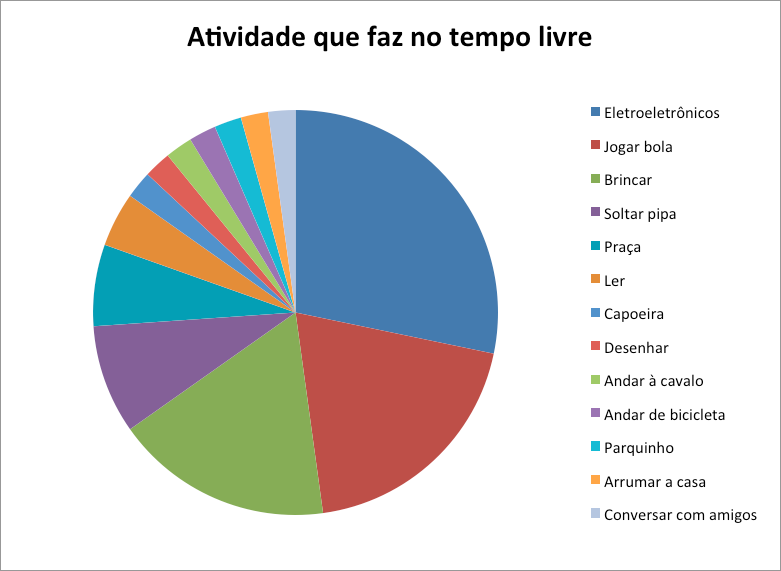 Atividade que faz no tempo livre
Eletroeletrônicos
Jogar bola
Brincar
Soltar pipa
Praça
Ler
Capoeira
Desenhar
Andar à cavalo
Andar de bicicleta
Parquinho
Arrumar a casa
Conversar com amigos